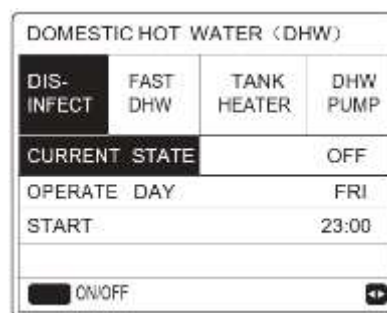 DOMESTIC HOT WATER (DHW)
DIS-INFECT FAST DHW TANK HEATER DHW PUMP
CURRENT STATE OFF
OPERATE DAY FRI
START 23:00
ON/OFF